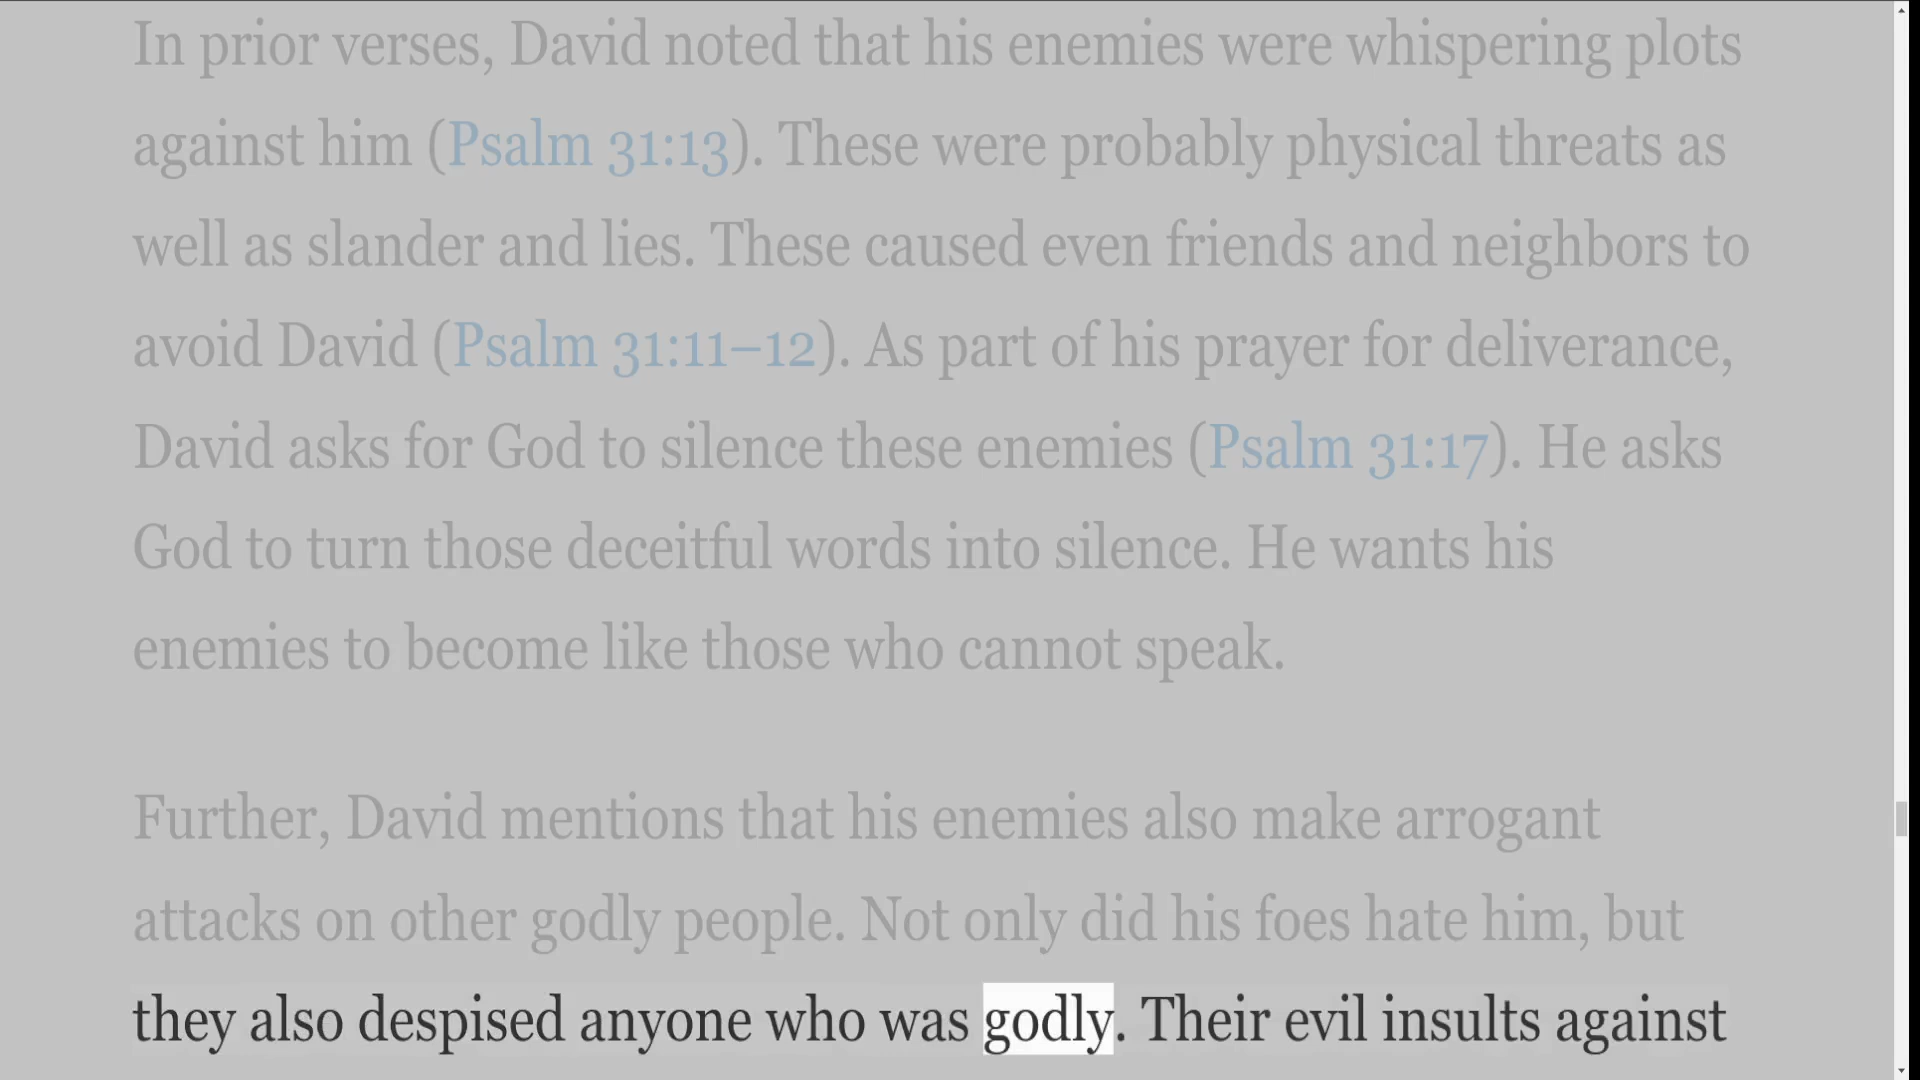 In prior verses, David noted that his enemies were whispering plots
against him (Psalm 31:13). These were probably physical threats as
well as slander and lies. These caused even friends and neighbors to
avoid David (Psalm 31:11–12). As part of his prayer for deliverance,
David asks for God to silence these enemies (Psalm 31:17). He asks
God to turn those deceitful words into silence. He wants his
enemies to become like those who cannot speak.
Further, David mentions that his enemies also make arrogant
attacks on other godly people. Not only did his foes hate him, but
they also despised anyone who was godly. Their evil insults against